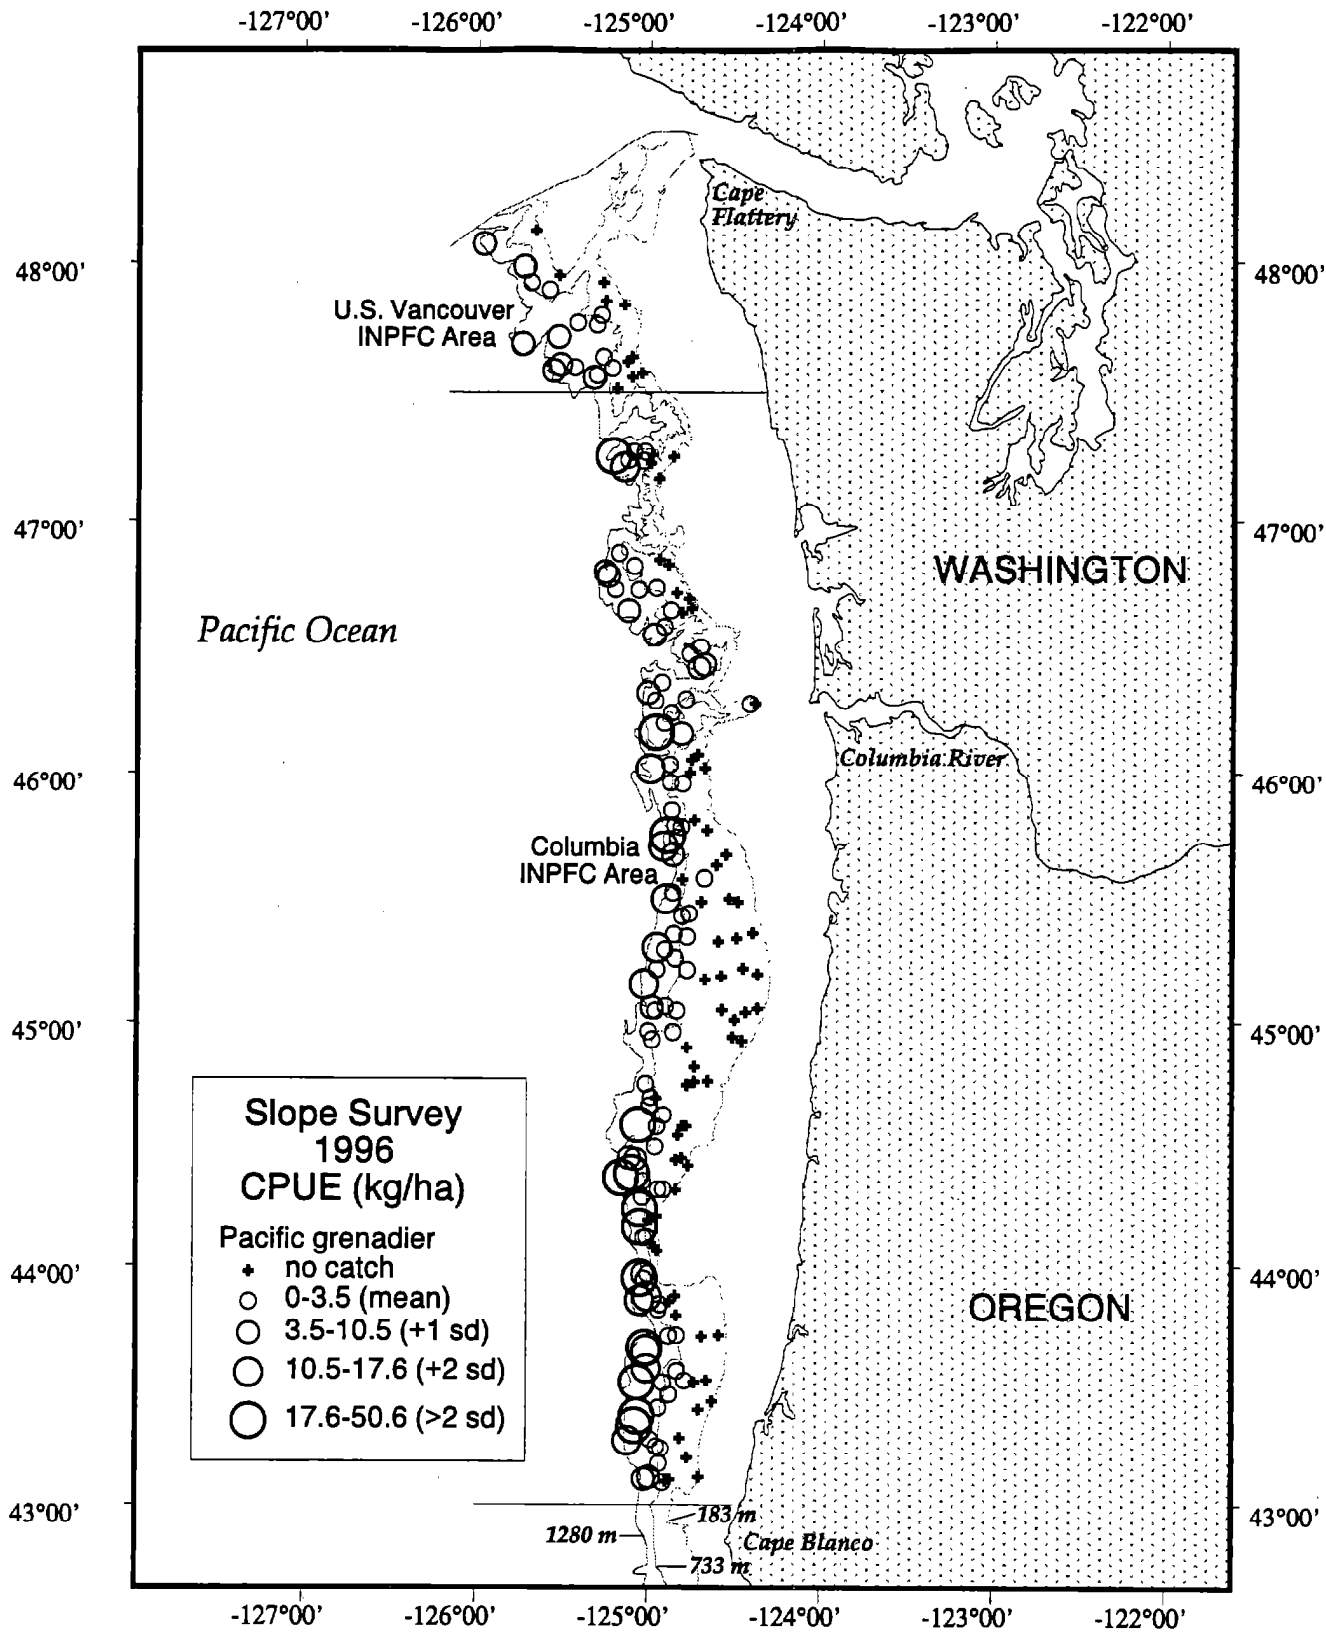 -127°00' -126°00' -125°00' -124°00' -123°00' -122°00'
Cape
Flattery
48°00' 48°00'
U.S. Vancouver
INPFC Area
47°00' 47°00'
WASHINGTON
Pacific Ocean
Columbia River
46°00' 46°00'
Columbia
INPFC Area
45°00' 45°00'
Slope Survey
1996
CPUE (kg/ha)
Pacific grenadier
no catch
0-3.5 (mean)
3.5-10.5 (+1 sd)
10.5-17.6 (+2 sd)
17.6-50.6 (>2 sd)
44°00' 44°00'
OREGON
43°00' 43°00'
183 m
1280 m
Cape Blanco
733 m
-127°00' -126°00' -125°00' -124°00' -123°00' -122°00'